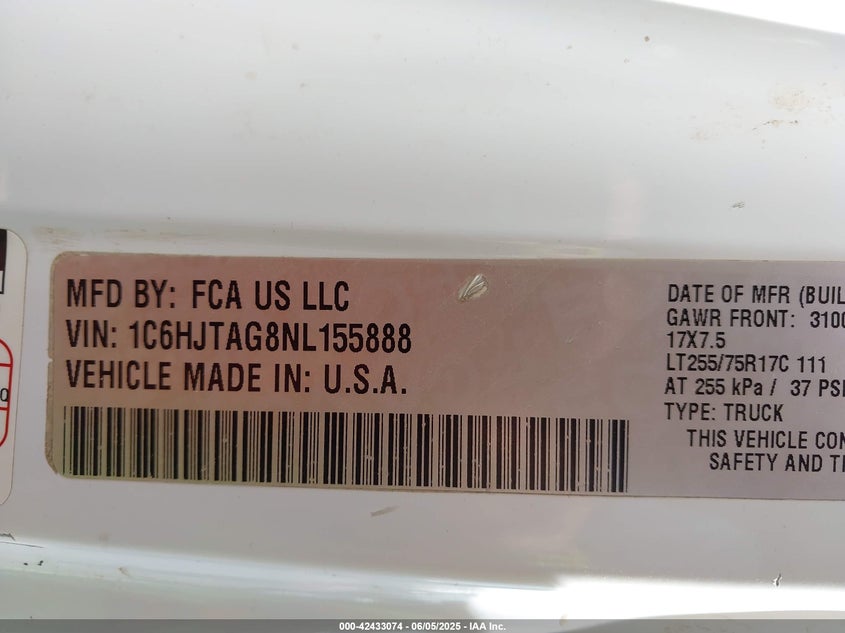 MFD BY: FCA US LLC
VIN: 1C6HJTAG8NL155888
VEHICLE MADE IN: U.S.A.
DATE OF MFR (BUIL
GAWR FRONT: 3100
17X7.5
LT255/75R17C 111
AT 255 kPa / 37 PSI
TYPE: TRUCK
THIS VEHICLE CON
SAFETY AND TH
000-42433074 | 06/05/2025 - IAA Inc.